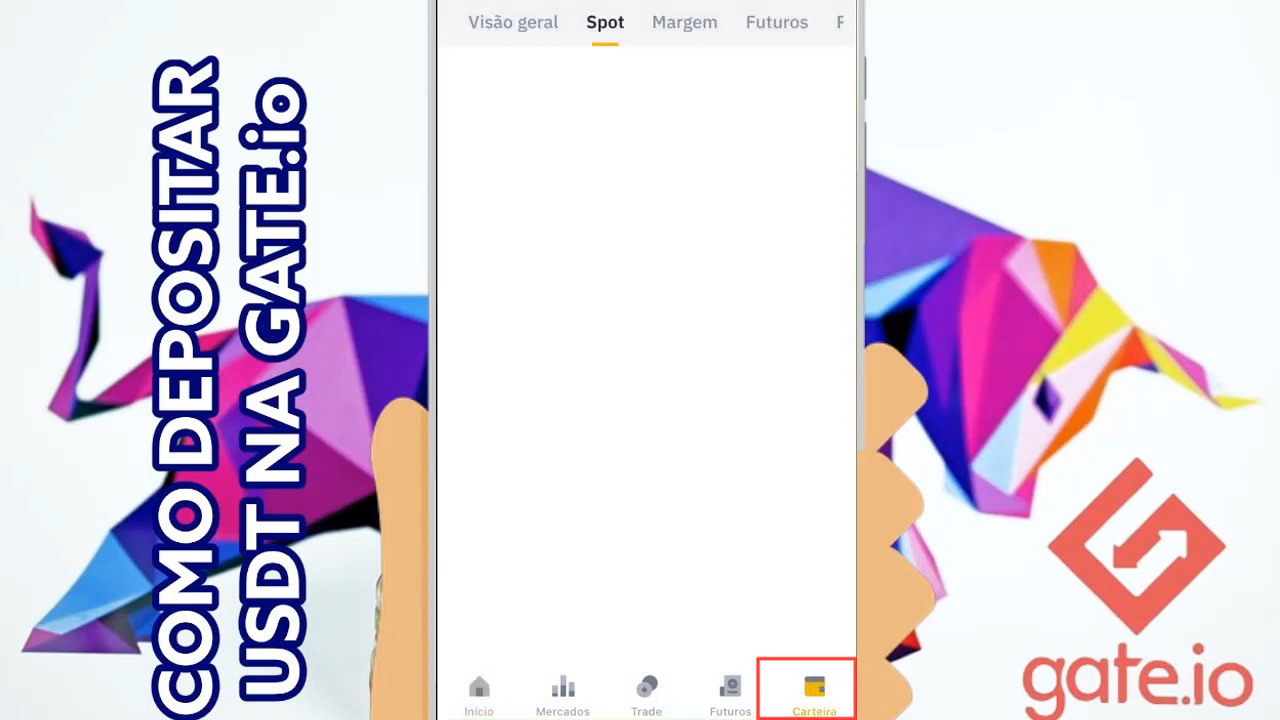 COMO DEPOSITAR
USDT NA GATE.io
Visão geral Spot Margem Futuros F
Início Mercados Trade Futuros Carteira
gate.io